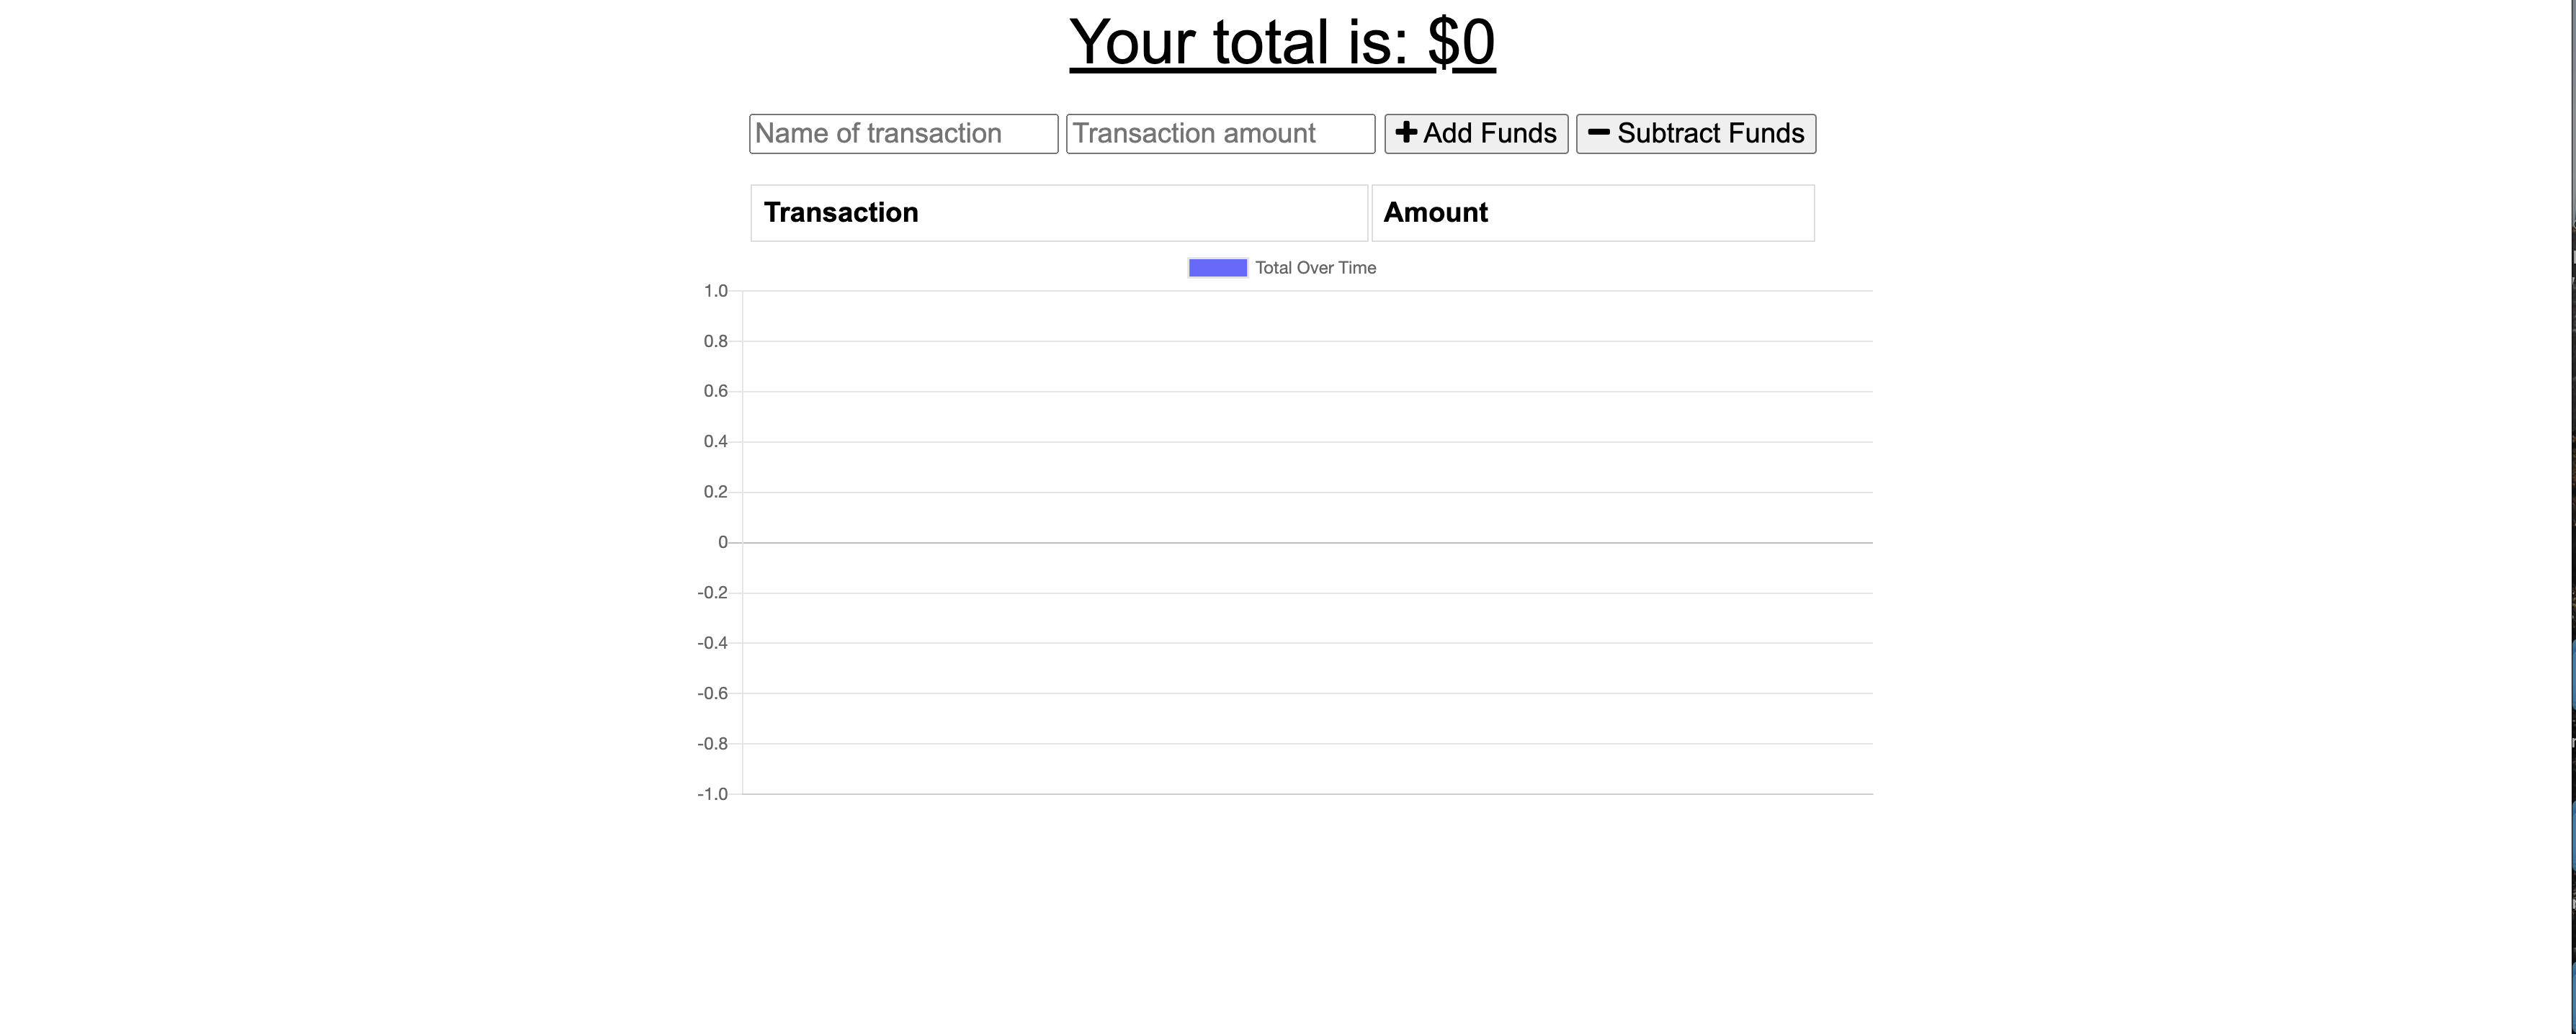 Your total is: $0
Name of transaction Transaction amount Add Funds Subtract Funds
Transaction Amount
Total Over Time
1.0
0.8
0.6
0.4
0.2
0
-0.2
-0.4
-0.6
-0.8
-1.0